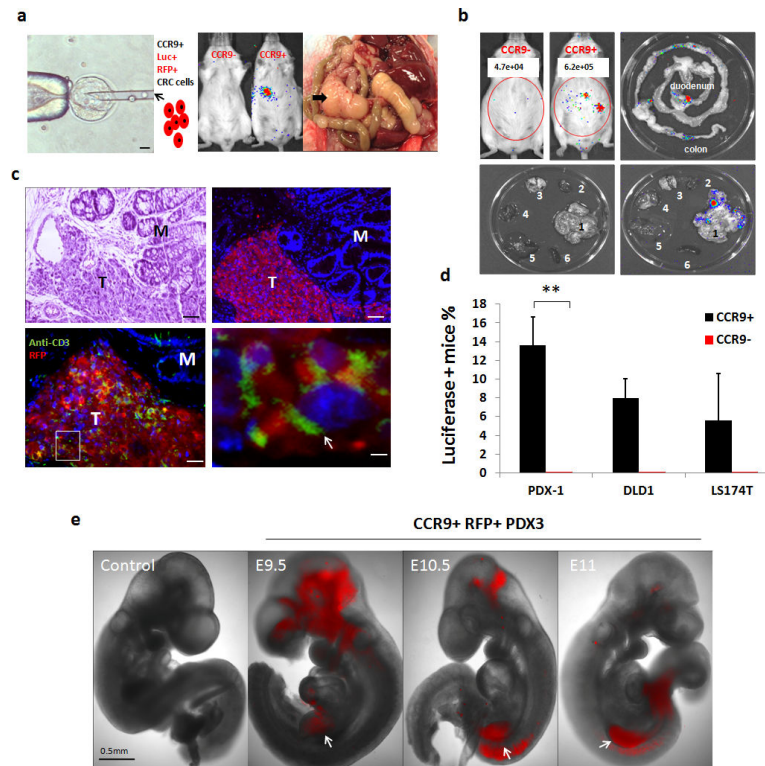 a
CCR9+
Luc+
RFP+
CRC cells
CCR9-
CCR9+
b
CCR9-
4.7e+04
CCR9+
6.2e+05
duodenum
colon
3
2
4
1
5
6
3
2
4
1
5
6
c
M
T
M
T
Anti-CD3
RFP
M
T
d
Luciferase+ mice %
18
16
14
12
10
8
6
4
2
0
**
CCR9+
CCR9-
PDX-1
DLD1
LS174T
e
CCR9+ RFP+ PDX3
Control
E9.5
E10.5
E11
0.5mm